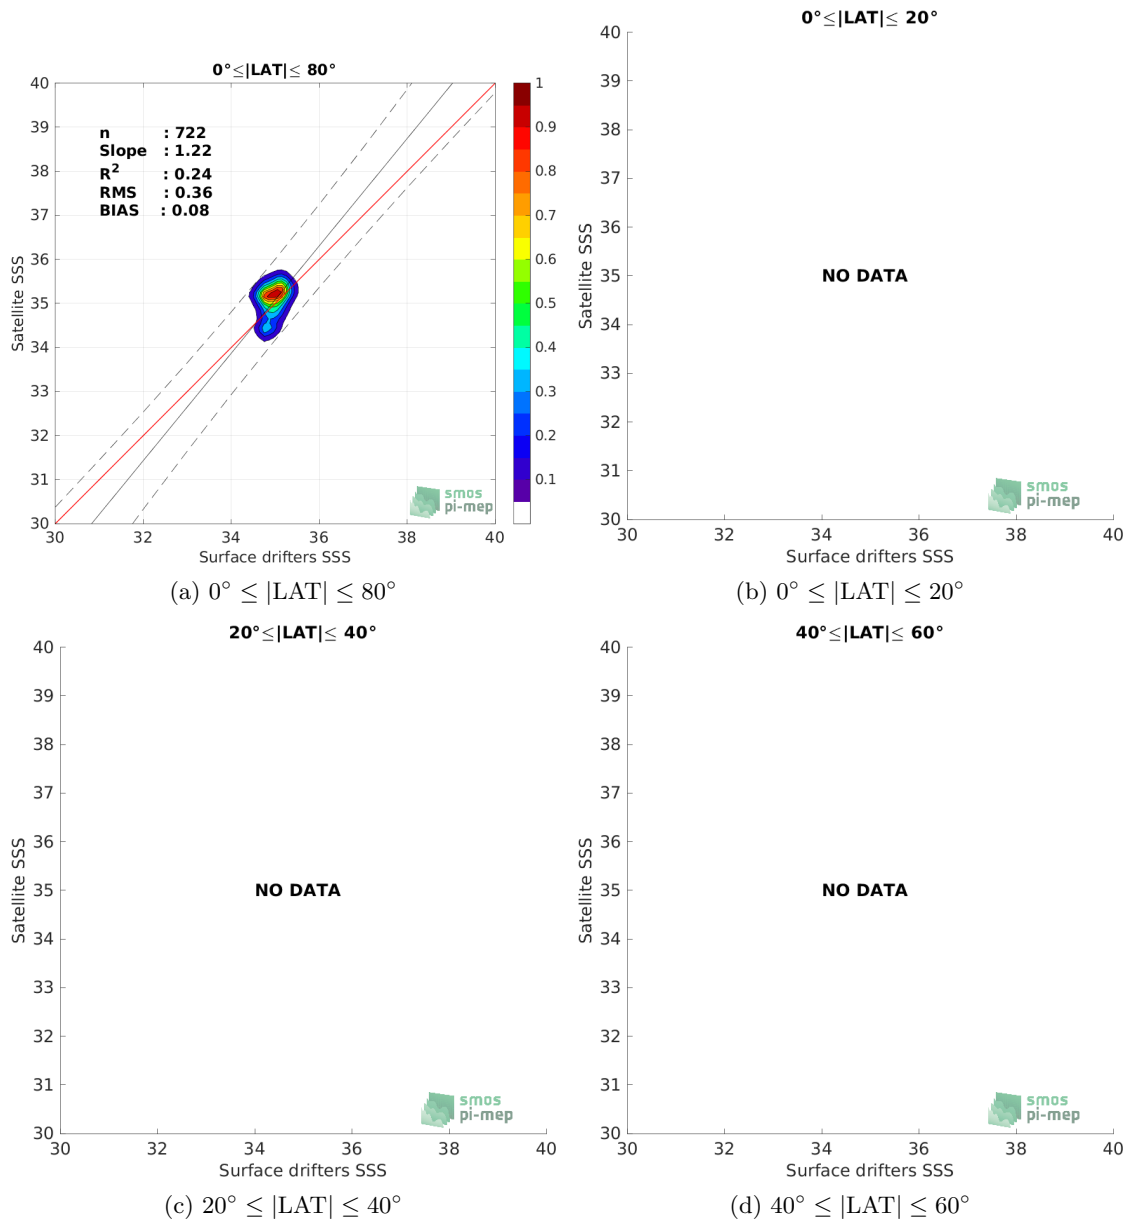 0°≤|LAT|≤ 80°
40
39
38
37
36
35
34
33
32
31
30
n : 722
Slope : 1.22
R2 : 0.24
RMS : 0.36
BIAS : 0.08
Satellite SSS
30 32 34 36 38 40
Surface drifters SSS
1
0.9
0.8
0.7
0.6
0.5
0.4
0.3
0.2
0.1
smos
pi-mep
(a) 0° ≤ |LAT| ≤ 80°
0°≤|LAT|≤ 20°
40
39
38
37
36
35
34
33
32
31
30
Satellite SSS
NO DATA
smos
pi-mep
30 32 34 36 38 40
Surface drifters SSS
(b) 0° ≤ |LAT| ≤ 20°
20°≤|LAT|≤ 40°
40
39
38
37
36
35
34
33
32
31
30
Satellite SSS
NO DATA
smos
pi-mep
30 32 34 36 38 40
Surface drifters SSS
(c) 20° ≤ |LAT| ≤ 40°
40°≤|LAT|≤ 60°
40
39
38
37
36
35
34
33
32
31
30
Satellite SSS
NO DATA
smos
pi-mep
30 32 34 36 38 40
Surface drifters SSS
(d) 40° ≤ |LAT| ≤ 60°